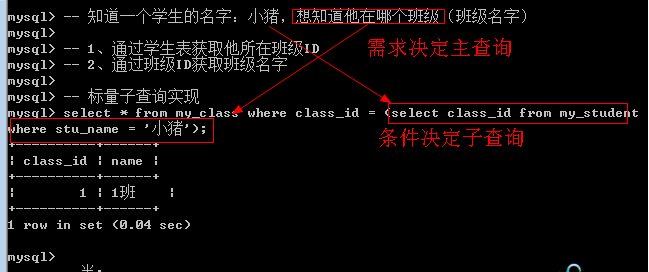 mysql> -- 知道一个学生的名字：小猪，想知道他在哪个班级（班级名字）
mysql>
需求决定主查询
mysql> -- 1、通过学生表获取他所在班级ID
mysql> -- 2、通过班级ID获取班级名字
mysql>
mysql> -- 标量子查询实现
mysql> select * from my_class where class_id = (select class_id from my_student
where stu_name = '小猪');
条件决定子查询
+----------+------+
| class_id | name |
+----------+------+
| 1 | 1班 |
+----------+------+
1 row in set (0.04 sec)
mysql>